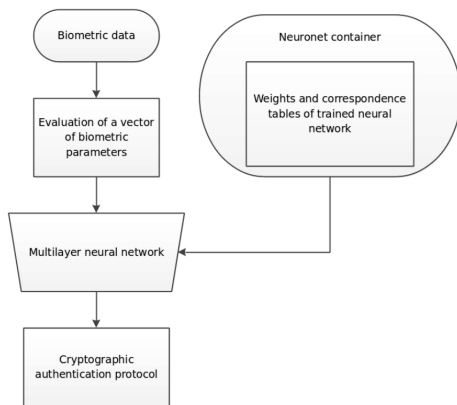 Biometric data
Neuronet container
Weights and correspondence
tables of trained neural
network
Evaluation of a vector
of biometric
parameters
Multilayer neural network
Cryptographic
authentication protocol